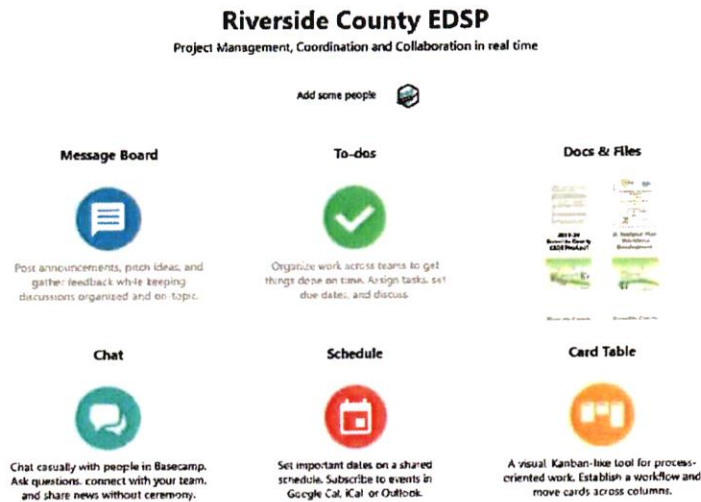 Riverside County EDSP
Project Management, Coordination and Collaboration in real time
Add some people
Message Board
Post announcements, pitch ideas, and
gather feedback while keeping
discussions organized and on-topic.
To-dos
Organize work across teams to get
things done on time. Assign tasks, set
due dates, and discuss.
Docs & Files
Chat
Chat casually with people in Basecamp.
Ask questions, connect with your team,
and share news without ceremony.
Schedule
Set important dates on a shared
schedule. Subscribe to events in
Google Cal, iCal or Outlook.
Card Table
A visual, Kanban-like tool for process-
oriented work. Establish a workflow and
move cards across columns.